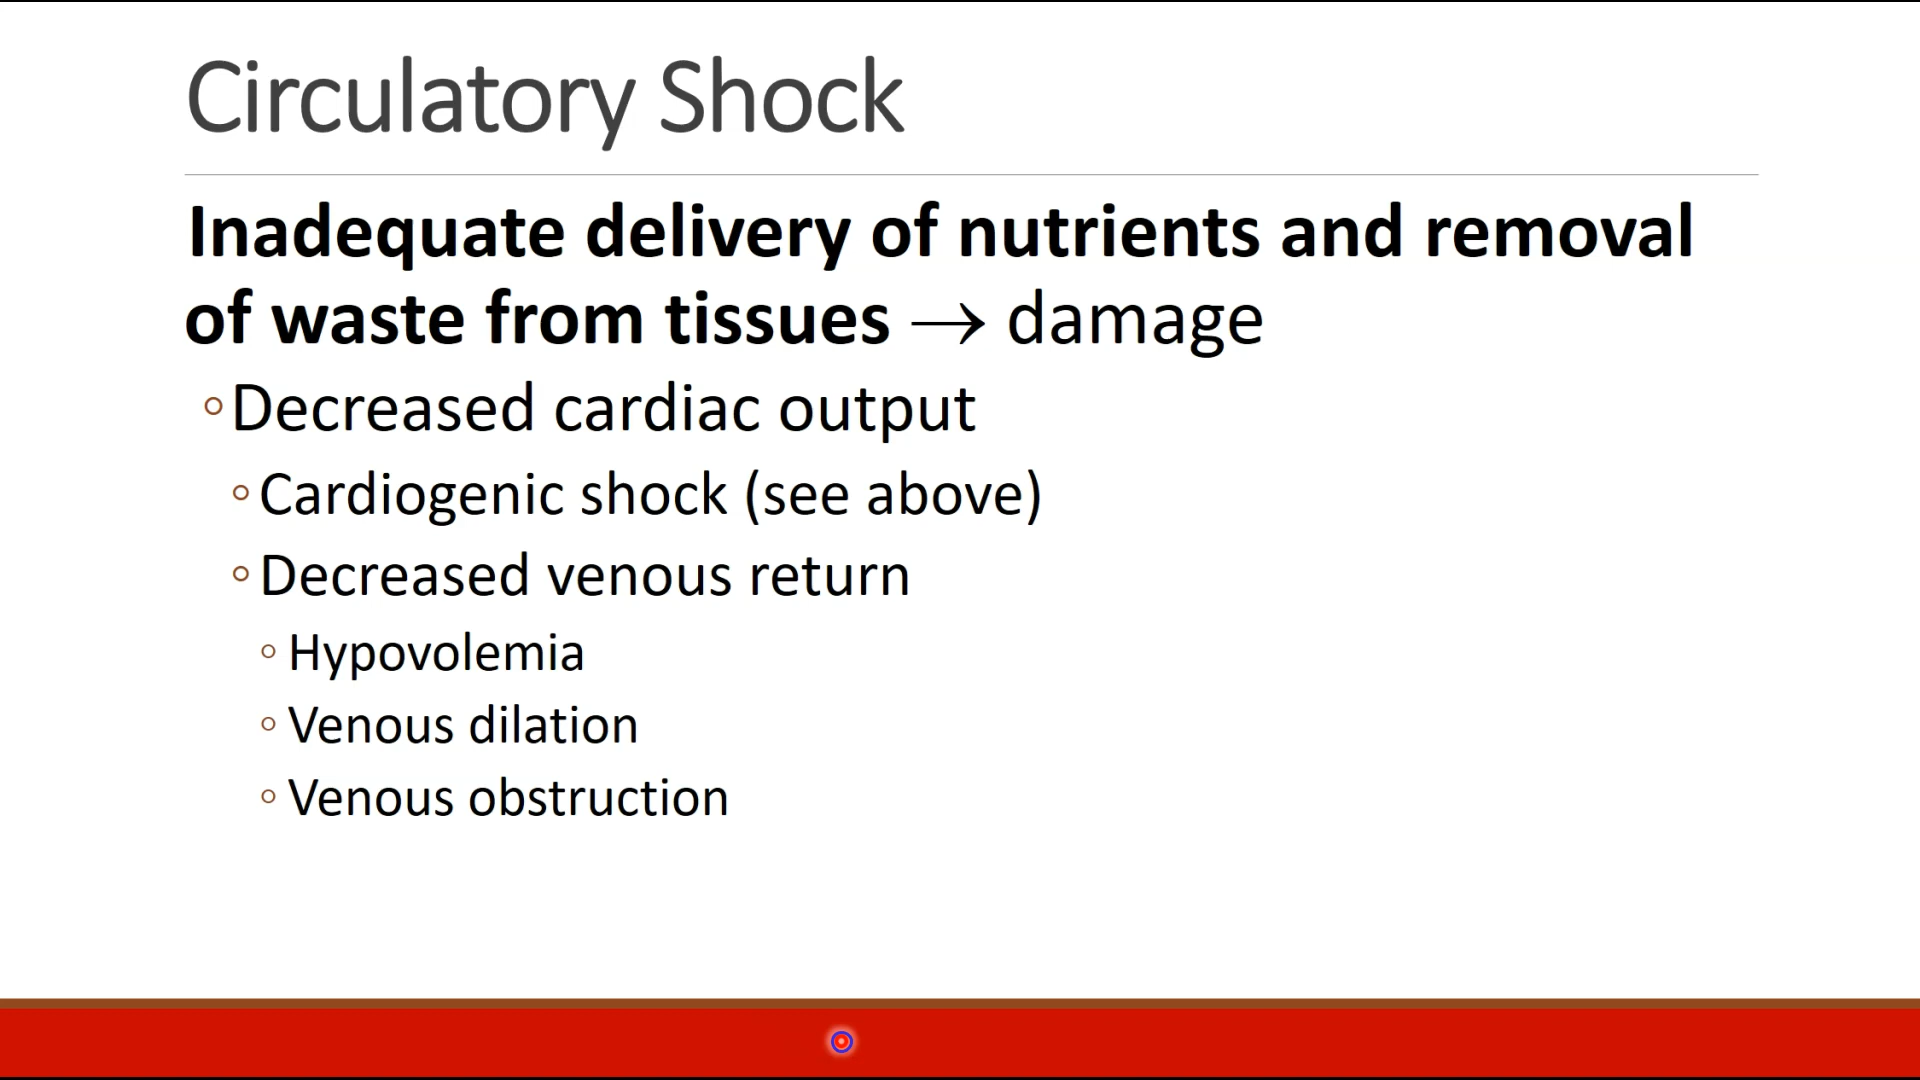 Circulatory Shock
Inadequate delivery of nutrients and removal
of waste from tissues → damage
◦Decreased cardiac output
◦Cardiogenic shock (see above)
◦Decreased venous return
◦Hypovolemia
◦Venous dilation
◦Venous obstruction